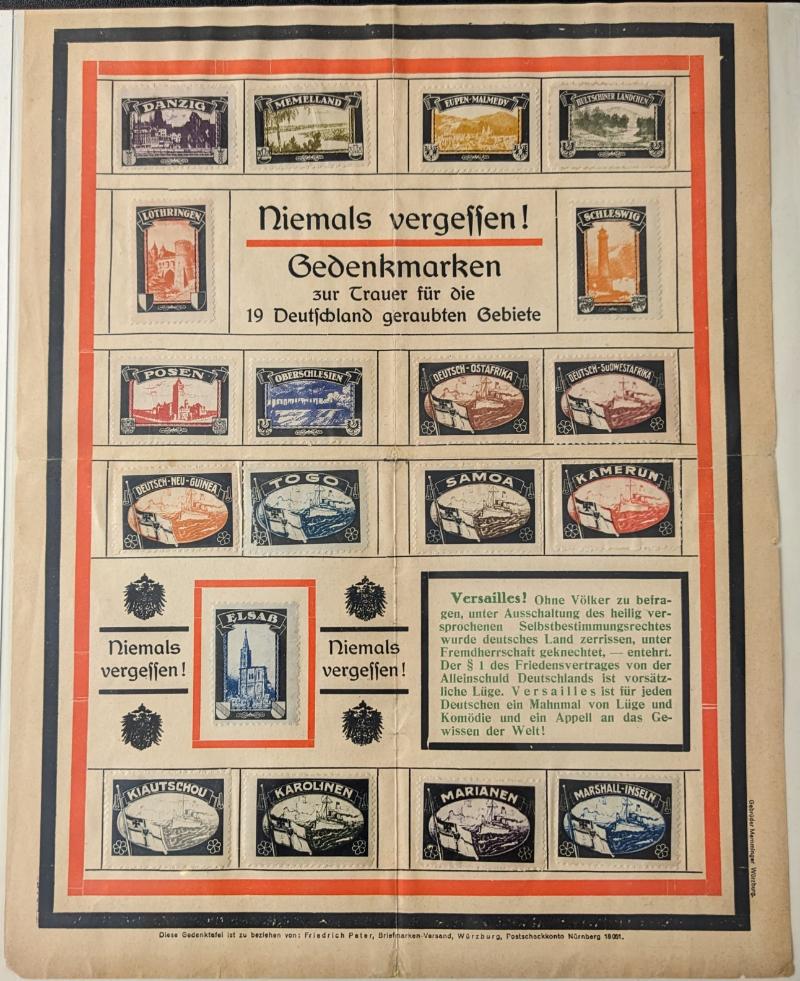 DANZIG
MEMELLAND
EUPEN-MALMEDY
HULTSCHINER LÄNDCHEN
LOTHRINGEN
Niemals vergessen!
Gedenkmarken
zur Trauer für die
19 Deutschland geraubten Gebiete
SCHLESWIG
POSEN
OBERSCHLESIEN
DEUTSCH-OSTAFRIKA
DEUTSCH-SÜDWESTAFRIKA
DEUTSCH-NEU-GUINEA
TOGO
SAMOA
KAMERUN
Niemals
vergessen!
ELSAß
Niemals
vergessen!
Versailles! Ohne Völker zu befra-
gen, unter Ausschaltung des heilig ver-
sprochenen Selbstbestimmungsrechtes
wurde deutsches Land zerrissen, unter
Fremdherrschaft geknechtet, — entehrt.
Der § 1 des Friedensvertrages von der
Alleinschuld Deutschlands ist vorsätz-
liche Lüge. Versailles ist für jeden
Deutschen ein Mahnmal von Lüge und
Komödie und ein Appell an das Ge-
wissen der Welt!
KIAUTSCHOU
KAROLINEN
MARIANEN
MARSHALL-INSELN
Gebrüder Memminger Würzburg.
Diese Gedenktafel ist zu beziehen von: Friedrich Peter, Briefmarken-Versand, Würzburg, Postscheckkonto Nürnberg